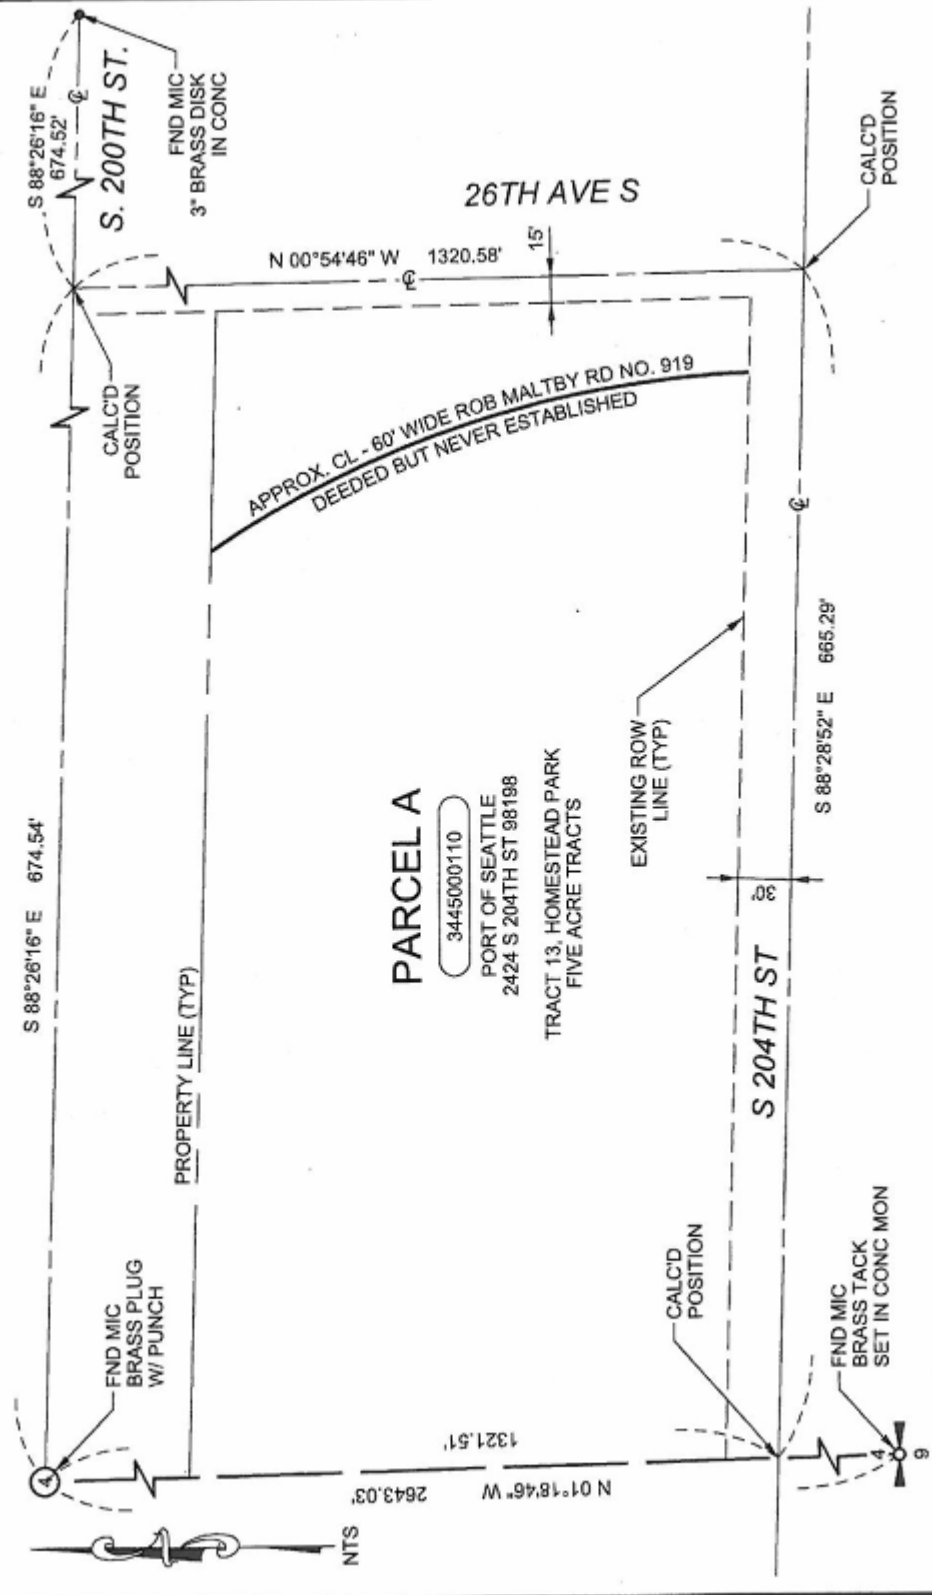 S 88°26'16" E 674.54'
S 88°26'16" E
674.52'
℄
S. 200TH ST.
FND MIC
3" BRASS DISK
IN CONC
CALC'D
POSITION
FND MIC
BRASS PLUG
W/ PUNCH
4
N 00°54'46" W 1320.58'
℄
26TH AVE S
15'
PROPERTY LINE (TYP)
APPROX. CL - 60' WIDE ROB MALTBY RD NO. 919
DEEDED BUT NEVER ESTABLISHED
PARCEL A
3445000110
PORT OF SEATTLE
2424 S 204TH ST 98198
TRACT 13, HOMESTEAD PARK
FIVE ACRE TRACTS
EXISTING ROW
LINE (TYP)
1321.51'
N 01°18'46" W 2643.03'
NTS
30'
S 204TH ST
℄
S 88°28'52" E 665.29'
CALC'D
POSITION
CALC'D
POSITION
FND MIC
BRASS TACK
SET IN CONC MON
4
9